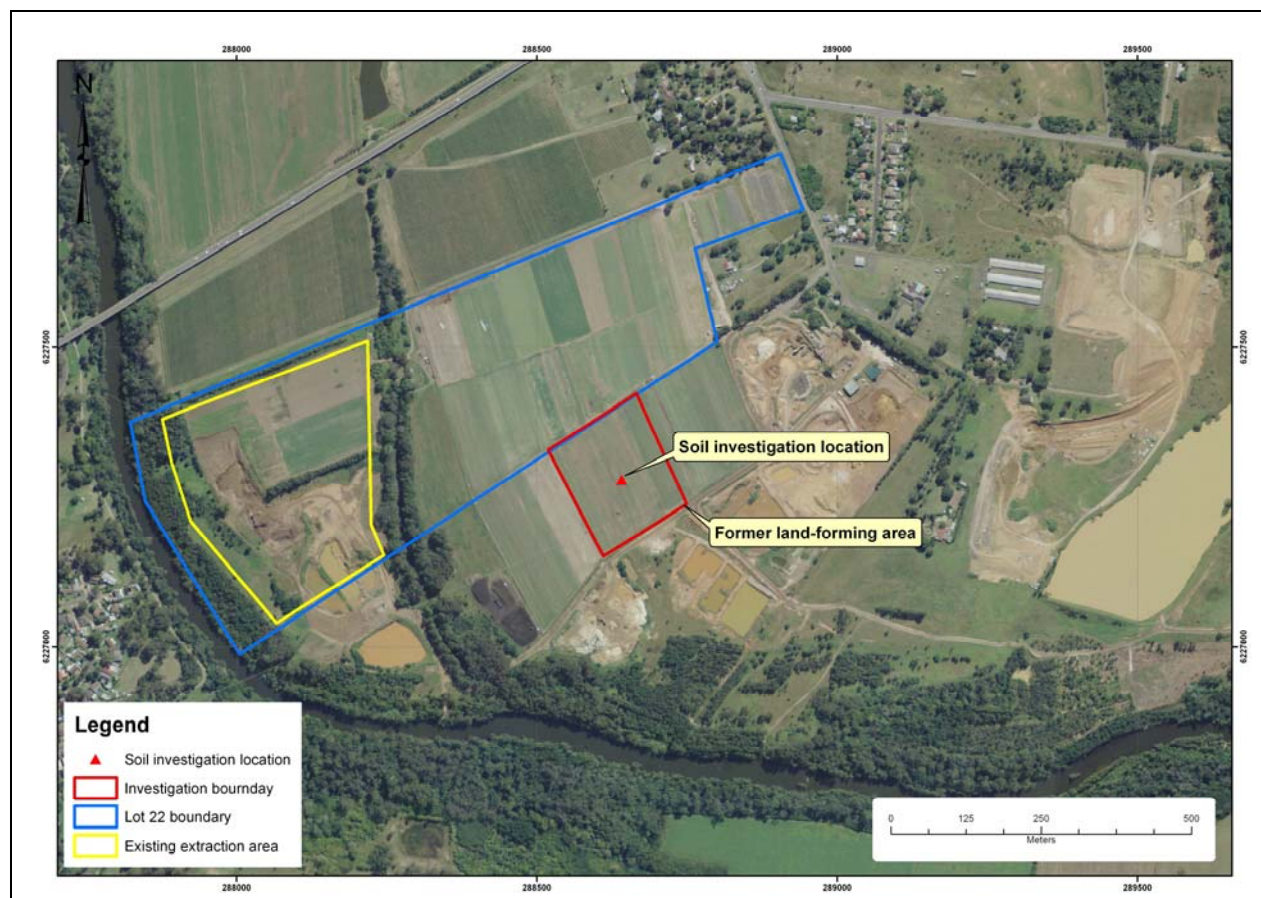 288000 288500 289000 289500
N
6227500 6227500
Soil investigation location
Former land-forming area
6227000 6227000
Legend
Soil investigation location
Investigation bournday
Lot 22 boundary
Existing extraction area
0 125 250 500
Meters
288000 288500 289000 289500